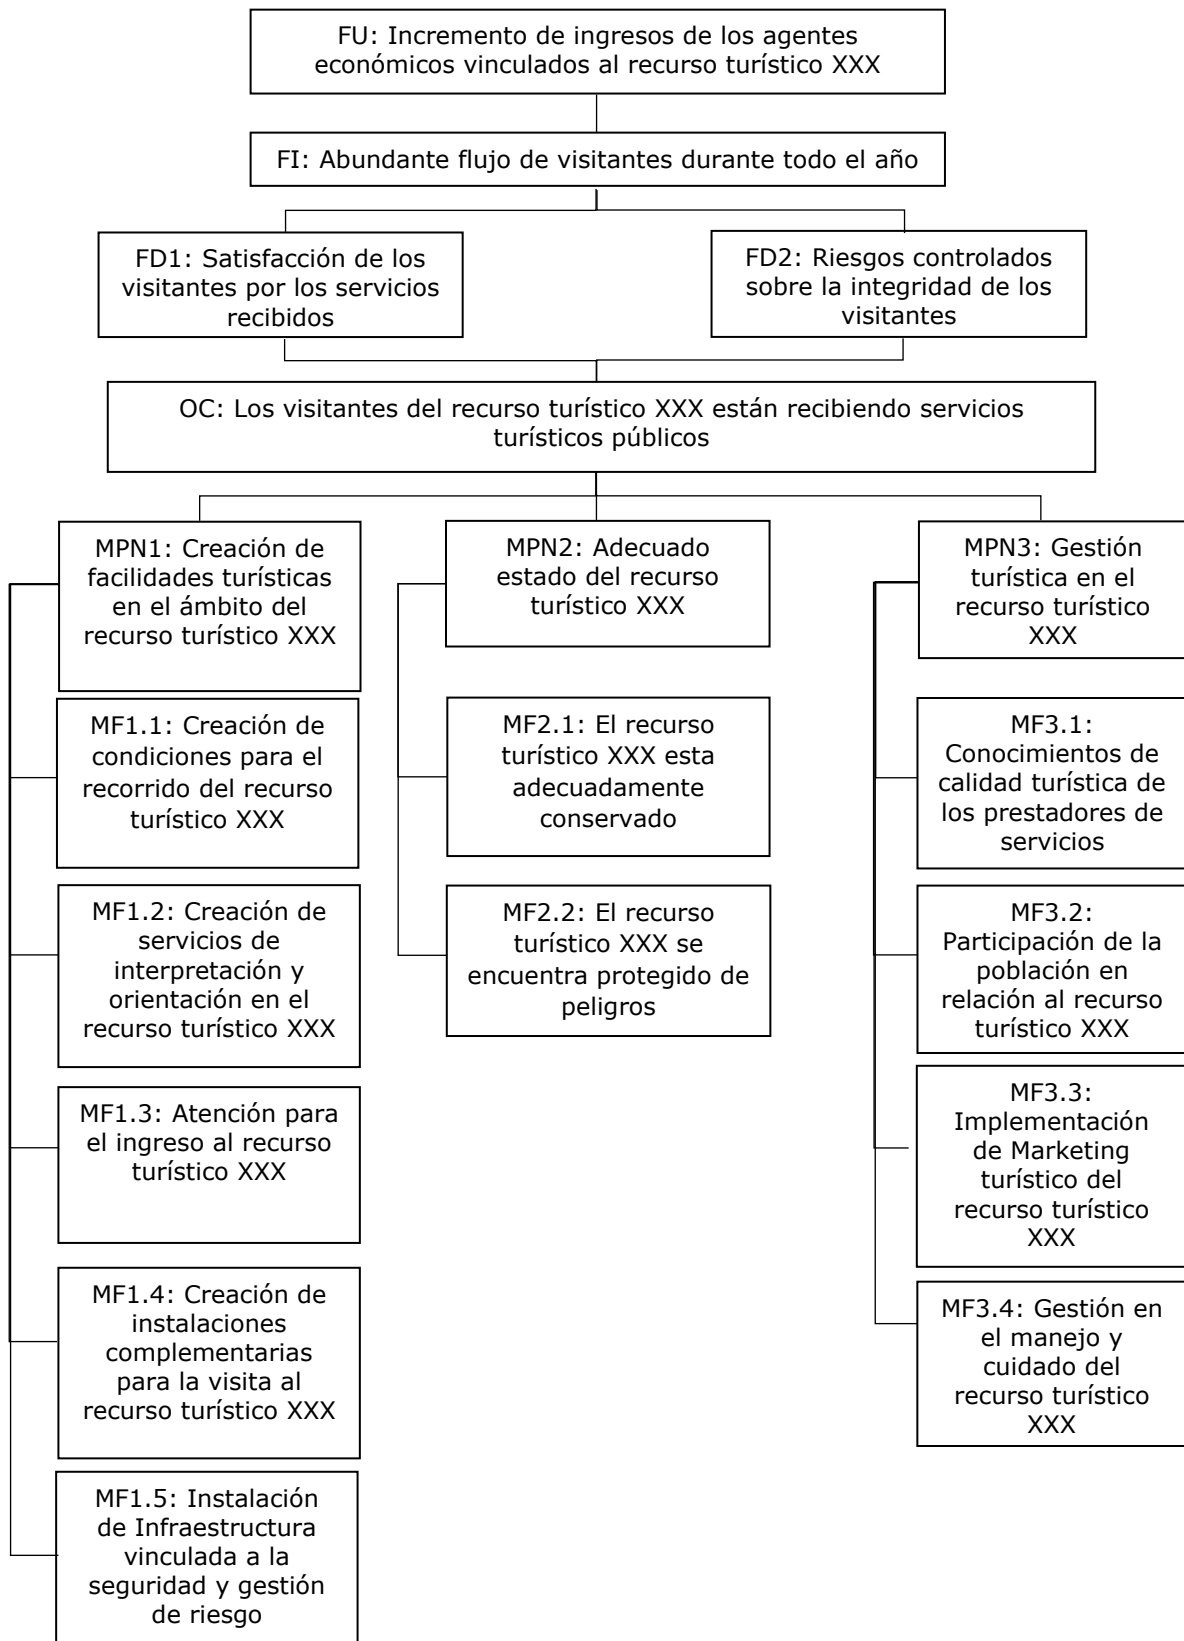 FU: Incremento de ingresos de los agentes
económicos vinculados al recurso turístico XXX
FI: Abundante flujo de visitantes durante todo el año
FD1: Satisfacción de los
visitantes por los servicios
recibidos
FD2: Riesgos controlados
sobre la integridad de los
visitantes
OC: Los visitantes del recurso turístico XXX están recibiendo servicios
turísticos públicos
MPN1: Creación de
facilidades turísticas
en el ámbito del
recurso turístico XXX
MF1.1: Creación de
condiciones para el
recorrido del recurso
turístico XXX
MF1.2: Creación de
servicios de
interpretación y
orientación en el
recurso turístico XXX
MF1.3: Atención para
el ingreso al recurso
turístico XXX
MF1.4: Creación de
instalaciones
complementarias
para la visita al
recurso turístico XXX
MF1.5: Instalación
de Infraestructura
vinculada a la
seguridad y gestión
de riesgo
MPN2: Adecuado
estado del recurso
turístico XXX
MF2.1: El recurso
turístico XXX esta
adecuadamente
conservado
MF2.2: El recurso
turístico XXX se
encuentra protegido de
peligros
MPN3: Gestión
turística en el
recurso turístico
XXX
MF3.1:
Conocimientos de
calidad turística de
los prestadores de
servicios
MF3.2:
Participación de la
población en
relación al recurso
turístico XXX
MF3.3:
Implementación
de Marketing
turístico del
recurso turístico
XXX
MF3.4: Gestión en
el manejo y
cuidado del
recurso turístico
XXX